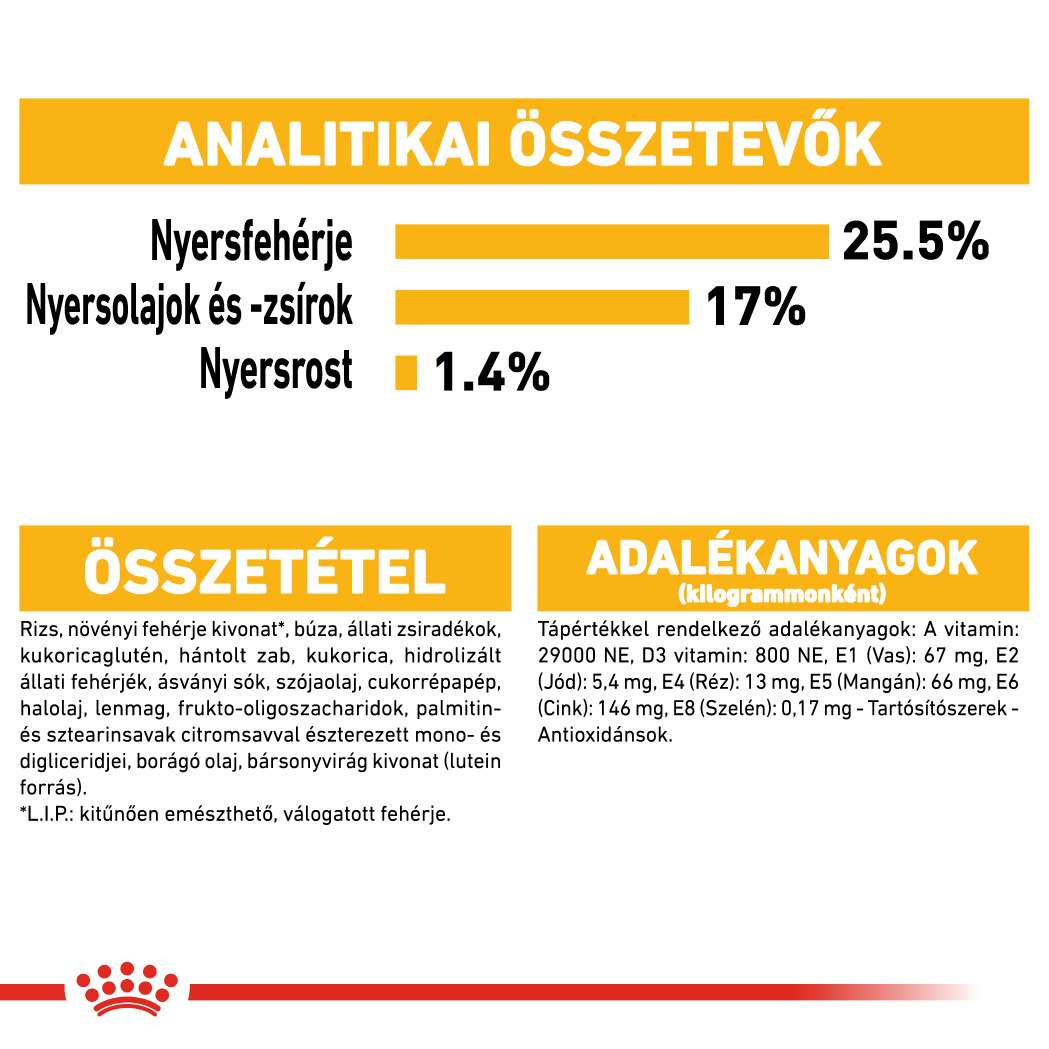 ANALITIKAI ÖSSZETEVŐK
Nyersfehérje 25.5%
Nyersolajok és -zsírok 17%
Nyersrost 1.4%
ÖSSZETÉTEL
Rizs, növényi fehérje kivonat*, búza, állati zsiradékok,
kukoricaglutén, hántolt zab, kukorica, hidrolizált
állati fehérjék, ásványi sók, szójaolaj, cukorrépapép,
halolaj, lenmag, frukto-oligoszacharidok, palmitin-
és sztearinsavak citromsavval észterezett mono- és
digliceridjei, borágó olaj, bársonyvirág kivonat (lutein
forrás).
*L.I.P.: kitűnően emészthető, válogatott fehérje.
ADALÉKANYAGOK
(kilogrammonként)
Tápértékkel rendelkező adalékanyagok: A vitamin:
29000 NE, D3 vitamin: 800 NE, E1 (Vas): 67 mg, E2
(Jód): 5,4 mg, E4 (Réz): 13 mg, E5 (Mangán): 66 mg, E6
(Cink): 146 mg, E8 (Szelén): 0,17 mg - Tartósítószerek -
Antioxidánsok.